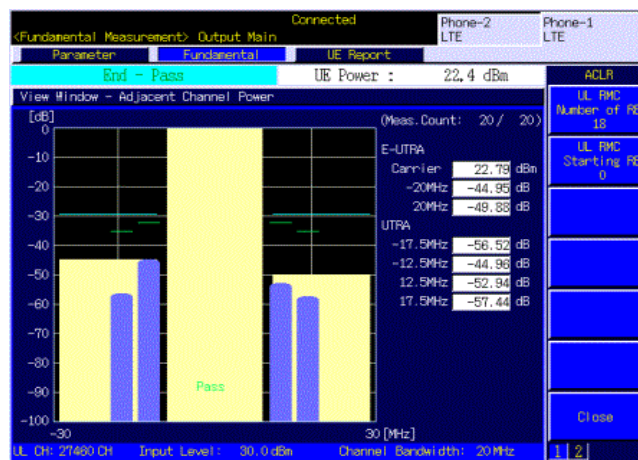 Connected
Phone-2
LTE
Phone-1
LTE
<Fundamental Measurement> Output Main
Parameter
Fundamental
UE Report
End - Pass
UE Power : 22.4 dBm
ACLR
View Window - Adjacent Channel Power
UL RMC
Number of RB
18
UL RMC
Starting RB
0
[dB]
(Meas.Count: 20/ 20)
0
-10
-20
-30
-40
-50
-60
-70
-80
-90
-100
E-UTRA
Carrier 22.79 dBm
-20MHz -44.95 dB
20MHz -49.88 dB
UTRA
-17.5MHz -56.52 dB
-12.5MHz -44.96 dB
12.5MHz -52.94 dB
17.5MHz -57.44 dB
Pass
-30
30 [MHz]
Close
UL CH: 27460 CH Input Level: 30.0 dBm Channel Bandwidth: 20 MHz
1 2